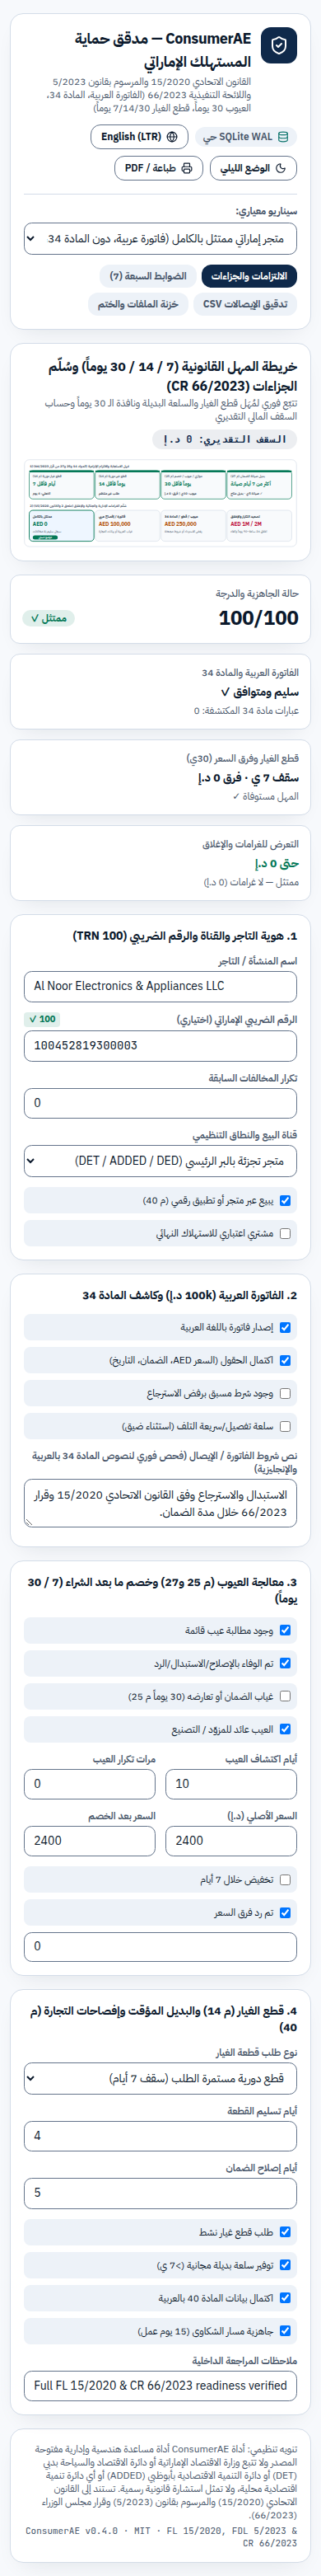 ConsumerAE — مدقق حماية
المستهلك الإماراتي
القانون الاتحادي 15/2020 والمرسوم بقانون 5/2023
واللائحة التنفيذية 66/2023 (الفاتورة العربية، المادة 34،
العيوب 30 يوماً، قطع الغيار 7/14/30 يوم)
SQLite WAL حي
English (LTR)
الوضع الليلي
طباعة / PDF
سيناريو معياري:
متجر إماراتي ممتثل بالكامل (فاتورة عربية، دون المادة 34
الالتزامات والجزاءات
الضوابط السبعة (7)
تدقيق الإيصالات CSV
خزنة الملفات والختم
خريطة المهل القانونية (7 / 14 / 30 يوماً) وسُلّم
الجزاءات (CR 66/2023)
تتبّع فوري لمُهل قطع الغيار والسلعة البديلة ونافذة الـ 30 يوماً وحساب
السقف المالي التقديري
السقف التقديري: 0 د.إ
AED 0
AED 100,000
AED 250,000
AED 1M / 2M
حالة الجاهزية والدرجة
100/100
ممتثل ✓
الفاتورة العربية والمادة 34
سليم ومتوافق ✓
عبارات مادة 34 المكتشفة: 0
قطع الغيار وفرق السعر (30ي)
سقف 7 ي · فرق 0 د.إ
المهل مستوفاة ✓
التعرض للغرامات والإغلاق
حتى 0 د.إ
ممتثل — لا غرامات (0 د.إ)
1. هوية التاجر والقناة والرقم الضريبي (TRN 100)
اسم المنشأة / التاجر
Al Noor Electronics & Appliances LLC
الرقم الضريبي الإماراتي (اختياري)
100 ✓
100452819300003
تكرار المخالفات السابقة
0
قناة البيع والنطاق التنظيمي
متجر تجزئة بالبر الرئيسي (DET / ADDED / DED)
يبيع عبر متجر أو تطبيق رقمي (م 40)
مشتري اعتباري للاستهلاك النهائي
2. الفاتورة العربية (100k د.إ) وكاشف المادة 34
إصدار فاتورة باللغة العربية
اكتمال الحقول (السعر AED، الضمان، التاريخ)
وجود شرط مسبق برفض الاسترجاع
سلعة تفصيل/سريعة التلف (استثناء ضيق)
نص شروط الفاتورة / الإيصال (فحص فوري لنصوص المادة 34 بالعربية
والإنجليزية)
الاستبدال والاسترجاع وفق القانون الاتحادي 15/2020 وقرار
66/2023 خلال مدة الضمان.
3. معالجة العيوب (م 25 و27) وخصم ما بعد الشراء (7 / 30
يوماً)
وجود مطالبة عيب قائمة
تم الوفاء بالإصلاح/الاستبدال/الرد
غياب الضمان أو تعارضه (30 يوماً م 25)
العيب عائد للمزوّد / التصنيع
أيام اكتشاف العيب
مرات تكرار العيب
10
0
السعر الأصلي (د.إ)
السعر بعد الخصم
2400
2400
تخفيض خلال 7 أيام
تم رد فرق السعر
0
4. قطع الغيار (م 14) والبديل المؤقت وإفصاحات التجارة (م
40)
نوع طلب قطعة الغيار
قطع دورية مستمرة الطلب (سقف 7 أيام)
أيام تسليم القطعة
4
أيام إصلاح الضمان
5
طلب قطع غيار نشط
توفير سلعة بديلة مجانية (>7 ي)
اكتمال بيانات المادة 40 بالعربية
جاهزية مسار الشكاوي (15 يوم عمل)
ملاحظات المراجعة الداخلية
Full FL 15/2020 & CR 66/2023 readiness verified
تنويه تنظيمي: أداة ConsumerAE أداة مساعدة هندسية وإدارية مفتوحة
المصدر ولا تتبع وزارة الاقتصاد الإماراتية أو دائرة الاقتصاد والسياحة بدبي
(DET) أو دائرة التنمية الاقتصادية بأبوظبي (ADDED) أو أي دائرة تنمية
اقتصادية محلية، ولا تمثل استشارة قانونية رسمية. تستند إلى القانون
الاتحادي (15/2020) والمرسوم بقانون (5/2023) وقرار مجلس الوزراء
(66/2023).
ConsumerAE v0.4.0 · MIT · FL 15/2020, FDL 5/2023 &
CR 66/2023